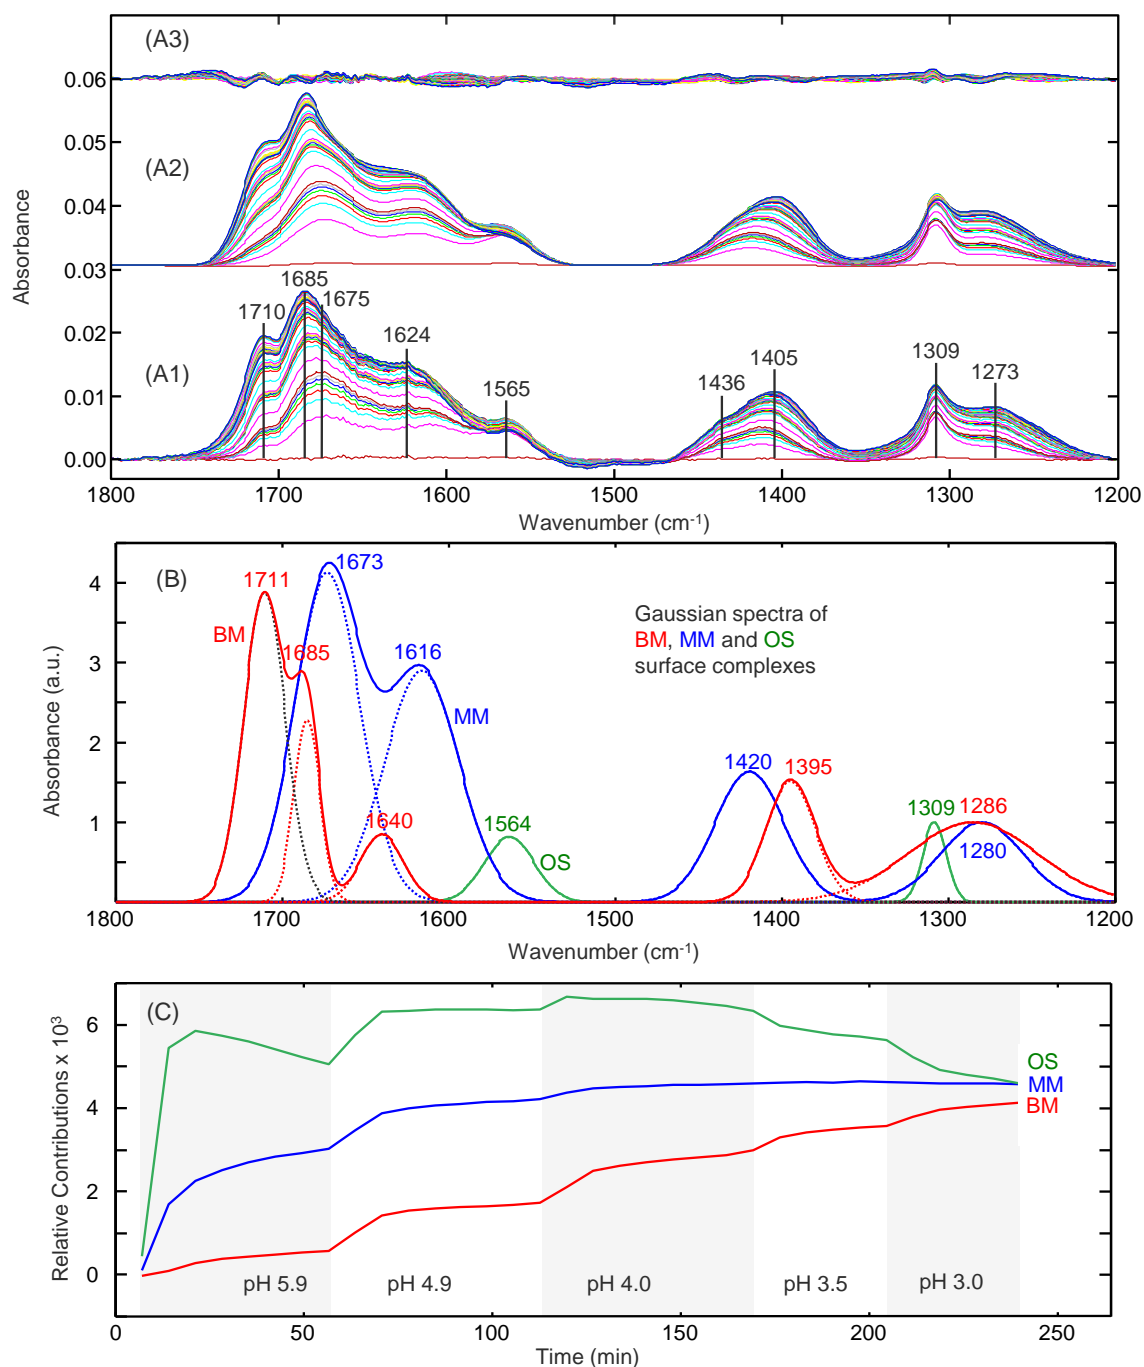 (A3)
0.06
0.05
(A2)
0.04
0.03
Absorbance
1685
1710
1675
0.02
1624
1309
1405
1273
(A1)
1565
1436
0.01
0.00
1800
1700
1600
1500
1400
1300
1200
Wavenumber (cm-1)
(B)
1673
4
1711
Gaussian spectra of
BM, MM and OS
surface complexes
BM
1685
1616
3
MM
Absorbance (a.u.)
2
1420
1395
1640
1564
1309
1286
1
1280
OS
1800
1700
1600
1500
1400
1300
1200
Wavenumber (cm-1)
(C)
6
OS
MM
BM
4
Relative Contributions x 103
2
0
pH 5.9
pH 4.9
pH 4.0
pH 3.5
pH 3.0
0
50
100
150
200
250
Time (min)